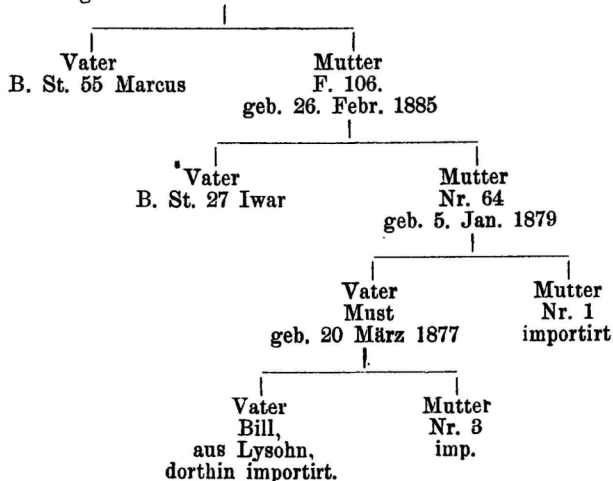 Vater
B. St. 55 Marcus
Mutter
F. 106.
geb. 26. Febr. 1885
Vater
B. St. 27 Iwar
Mutter
Nr. 64
geb. 5. Jan. 1879
Vater
Must
geb. 20 März 1877
Mutter
Nr. 1
importirt
Vater
Bill,
aus Lysohn,
dorthin importirt.
Mutter
Nr. 3
imp.